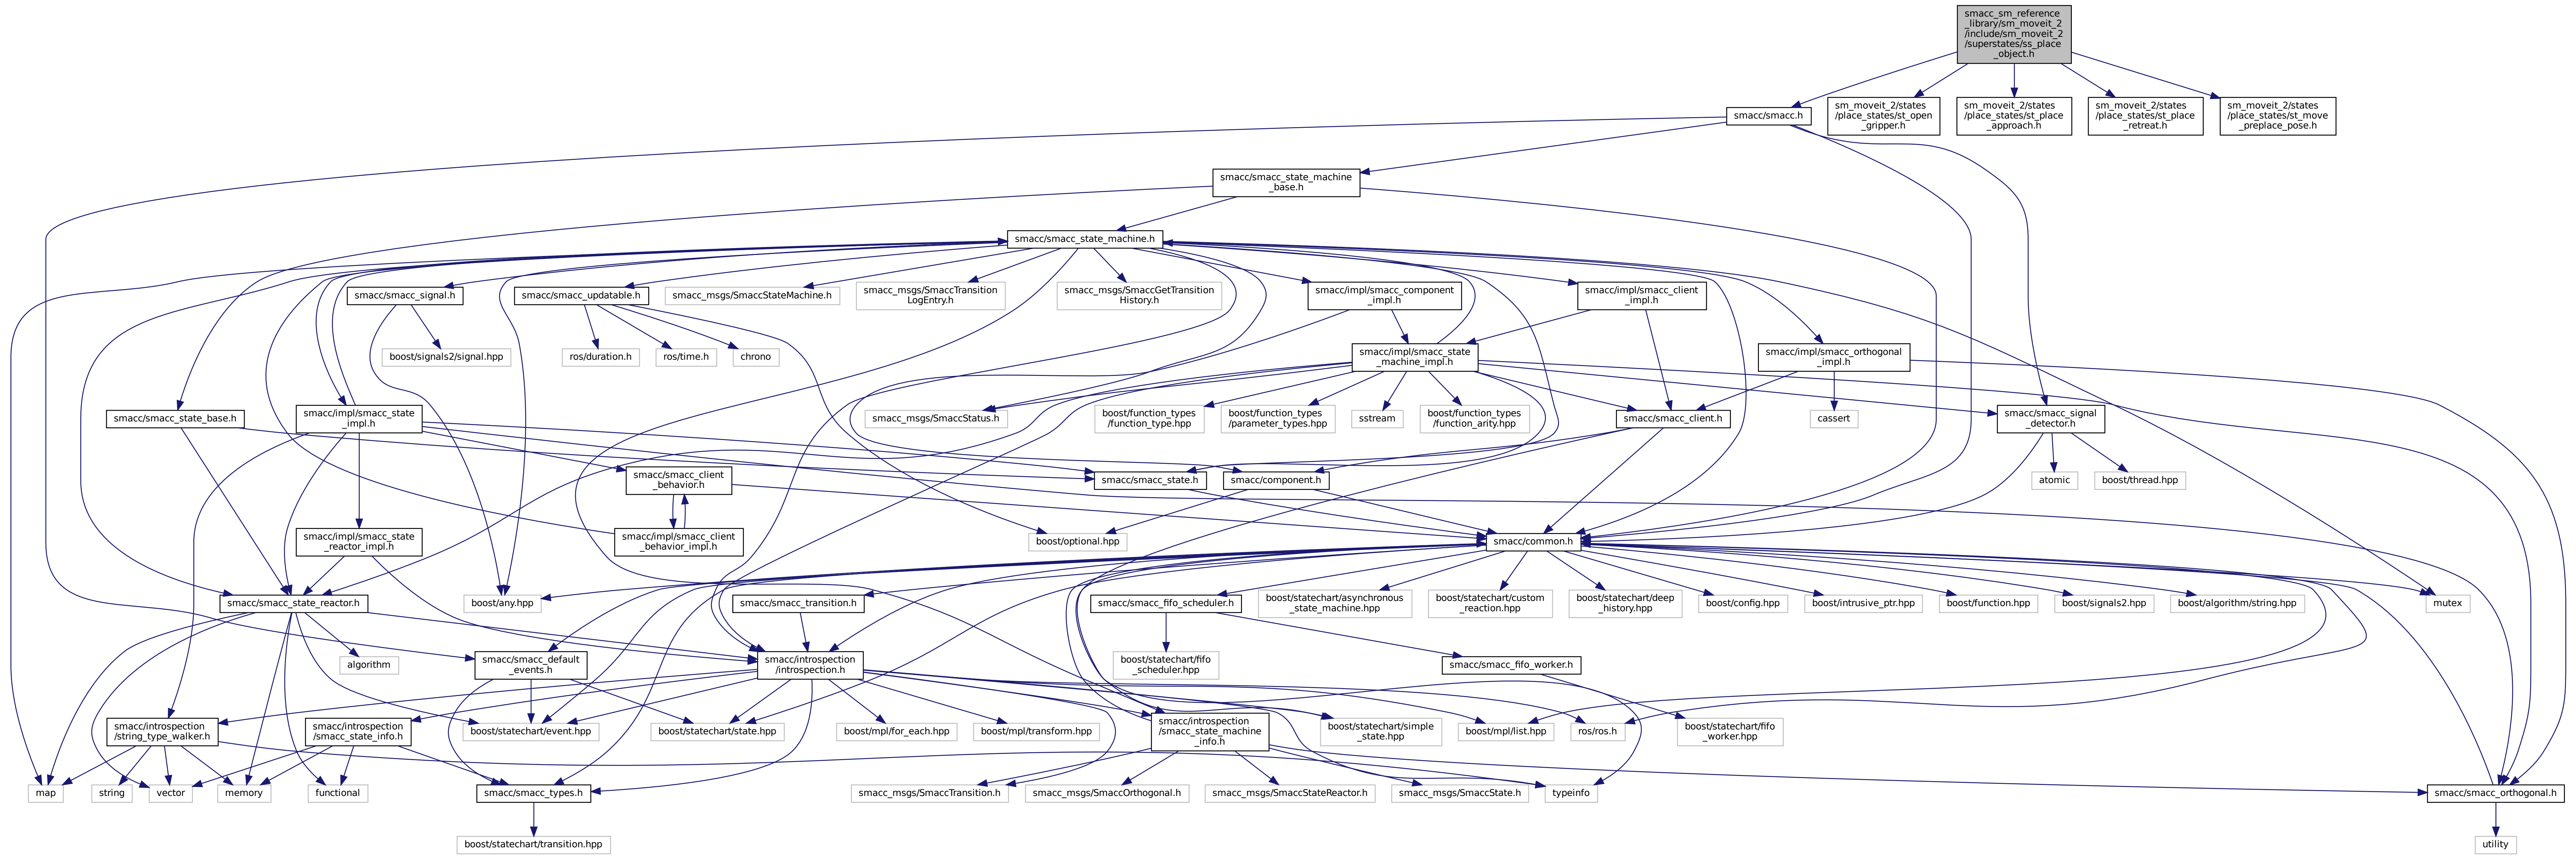 smacc_sm_reference
_library/sm_moveit_2
/include/sm_moveit_2
/superstates/ss_place
_object.h
smacc/smacc.h
sm_moveit_2/states
/place_states/st_open
_gripper.h
sm_moveit_2/states
/place_states/st_place
_approach.h
sm_moveit_2/states
/place_states/st_place
_retreat.h
sm_moveit_2/states
/place_states/st_move
_preplace_pose.h
smacc/smacc_state_machine
_base.h
smacc/smacc_state_machine.h
smacc/smacc_signal.h
smacc/smacc_updatable.h
smacc_msgs/SmaccStateMachine.h
smacc_msgs/SmaccTransition
LogEntry.h
smacc_msgs/SmaccGetTransition
History.h
smacc/impl/smacc_component
_impl.h
smacc/impl/smacc_client
_impl.h
boost/signals2/signal.hpp
ros/duration.h
ros/time.h
chrono
smacc/impl/smacc_state
_machine_impl.h
smacc/impl/smacc_orthogonal
_impl.h
smacc/smacc_state_base.h
smacc/impl/smacc_state
_impl.h
smacc_msgs/SmaccStatus.h
boost/function_types
/function_type.hpp
boost/function_types
/parameter_types.hpp
sstream
boost/function_types
/function_arity.hpp
smacc/smacc_client.h
cassert
smacc/smacc_signal
_detector.h
smacc/smacc_client
_behavior.h
smacc/smacc_state.h
smacc/component.h
atomic
boost/thread.hpp
smacc/impl/smacc_state
_reactor_impl.h
smacc/impl/smacc_client
_behavior_impl.h
boost/optional.hpp
smacc/common.h
smacc/smacc_state_reactor.h
boost/any.hpp
smacc/smacc_transition.h
smacc/smacc_fifo_scheduler.h
boost/statechart/asynchronous
_state_machine.hpp
boost/statechart/custom
_reaction.hpp
boost/statechart/deep
_history.hpp
boost/config.hpp
boost/intrusive_ptr.hpp
boost/function.hpp
boost/signals2.hpp
boost/algorithm/string.hpp
mutex
algorithm
smacc/smacc_default
_events.h
smacc/introspection
/introspection.h
boost/statechart/fifo
_scheduler.hpp
smacc/smacc_fifo_worker.h
smacc/introspection
/string_type_walker.h
smacc/introspection
/smacc_state_info.h
boost/statechart/event.hpp
boost/statechart/state.hpp
boost/mpl/for_each.hpp
boost/mpl/transform.hpp
smacc/introspection
/smacc_state_machine
_info.h
boost/statechart/simple
_state.hpp
boost/mpl/list.hpp
ros/ros.h
boost/statechart/fifo
_worker.hpp
map
string
vector
memory
functional
smacc/smacc_types.h
smacc_msgs/SmaccTransition.h
smacc_msgs/SmaccOrthogonal.h
smacc_msgs/SmaccStateReactor.h
smacc_msgs/SmaccState.h
typeinfo
smacc/smacc_orthogonal.h
boost/statechart/transition.hpp
utility